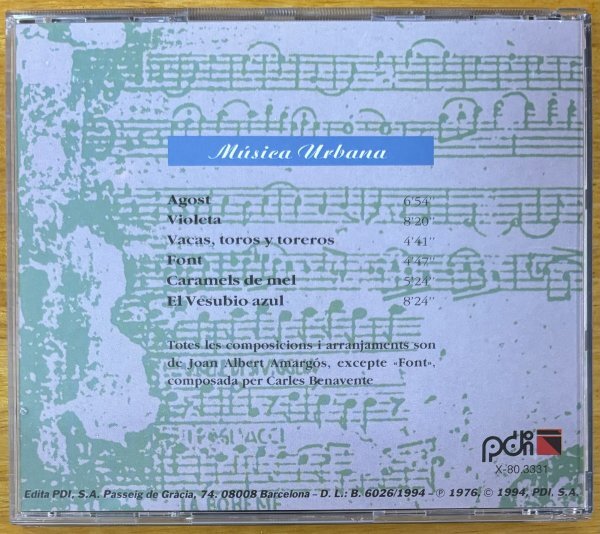 Música Urbana
Agost 6'54"
Violeta 8'20"
Vacas, toros y toreros 4'41"
Font 4'47"
Caramels de mel 5'24"
El Vesubio azul 8'24"
Totes les composicions i arranjaments son
de Joan Albert Amargós, excepte «Font»,
composada per Carles Benavente
pdi
X-80.3331
Edita PDI, S.A. Passeig de Gràcia, 74. 08008 Barcelona – D. L.: B. 6026/1994 – ℗ 1976, © 1994, PDI, S.A.